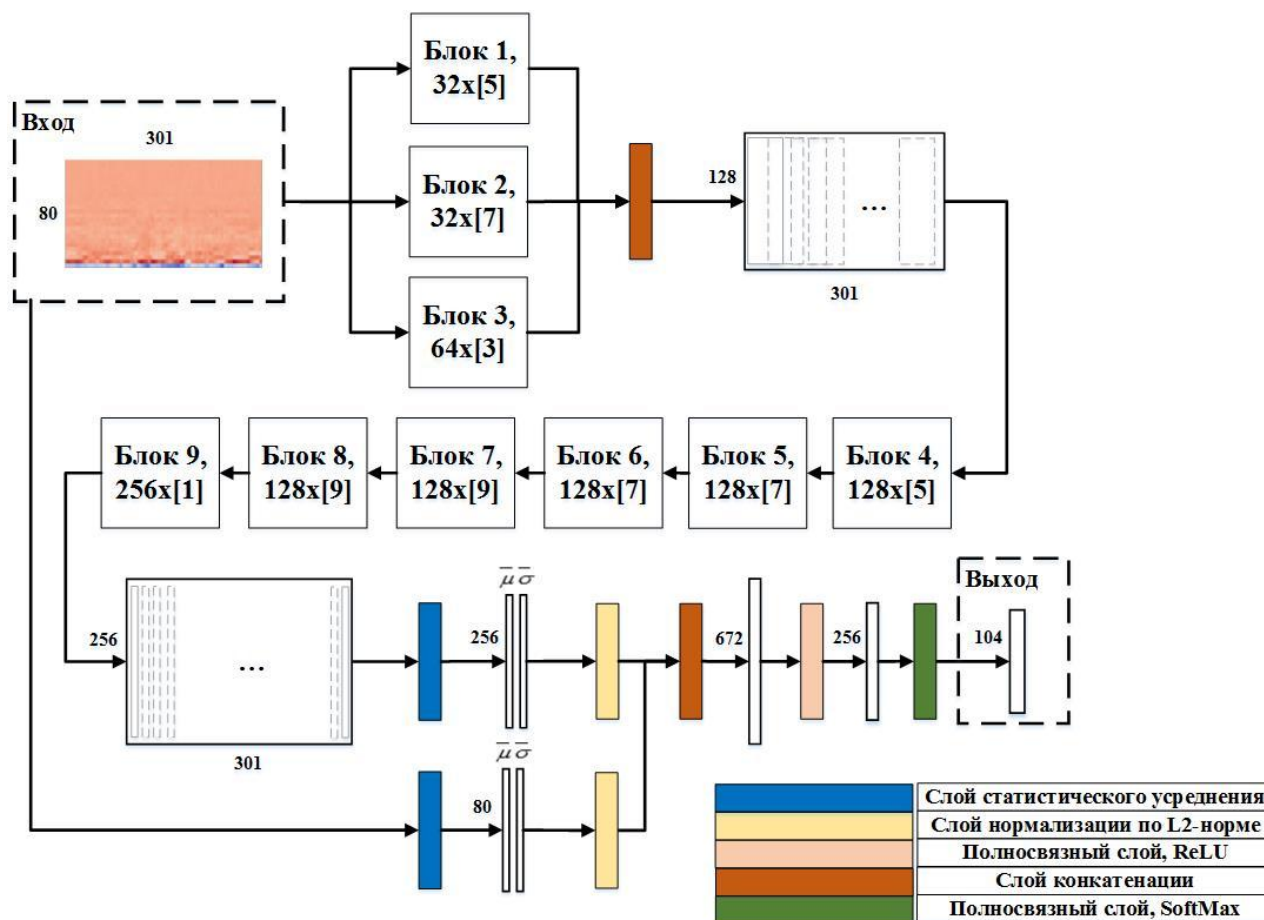 Вход
301
80
Блок 1,
32x[5]
Блок 2,
32x[7]
Блок 3,
64x[3]
128
...
301
Блок 9,
256x[1]
Блок 8,
128x[9]
Блок 7,
128x[9]
Блок 6,
128x[7]
Блок 5,
128x[7]
Блок 4,
128x[5]
256
...
301
μ̅ σ̅
256
672
256
Выход
104
μ̅ σ̅
80
Слой статистического усреднения
Слой нормализации по L2-норме
Полносвязный слой, ReLU
Слой конкатенации
Полносвязный слой, SoftMax